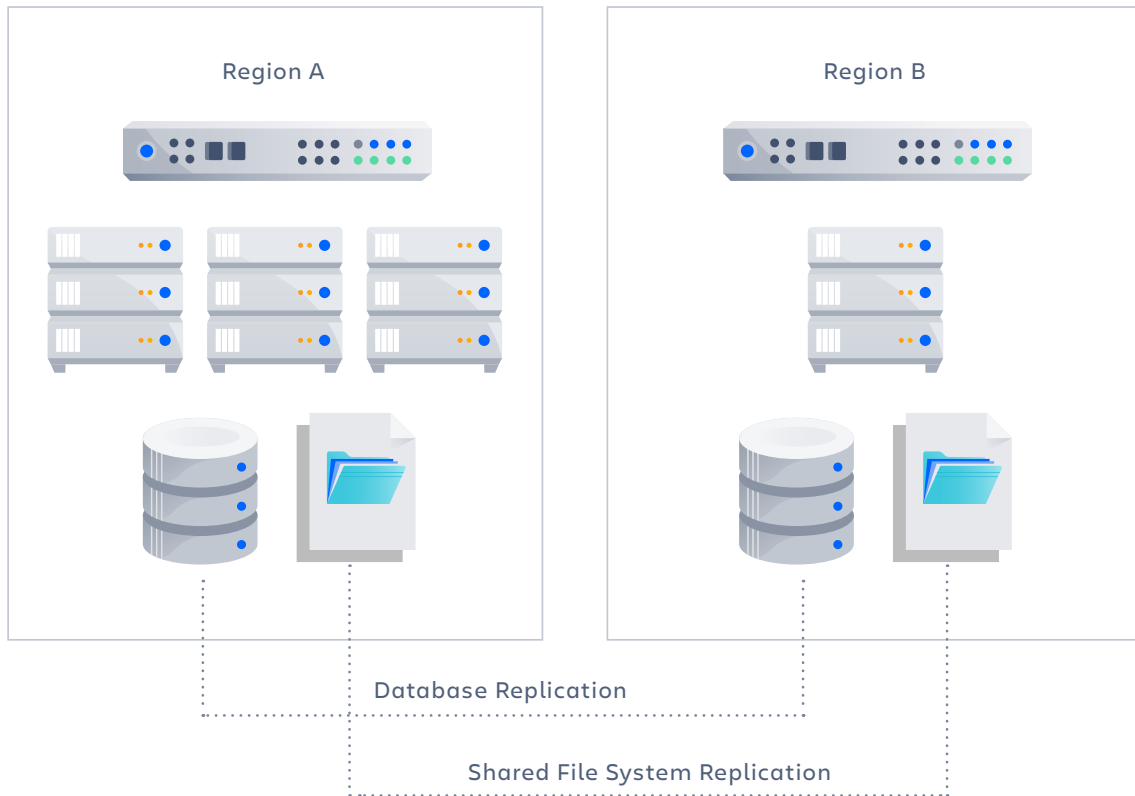 Region A
Region B
Database Replication
Shared File System Replication